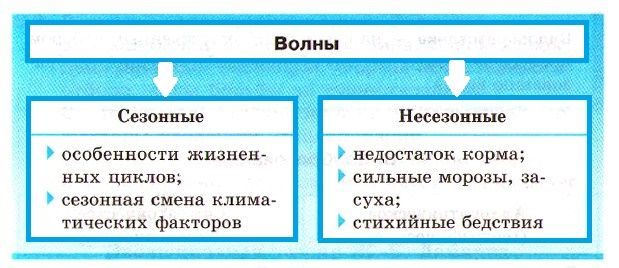 Волны
Сезонные
особенности жизнен-
ных циклов;
сезонная смена клима-
тических факторов
Несезонные
недостаток корма;
сильные морозы, за-
суха;
стихийные бедствия